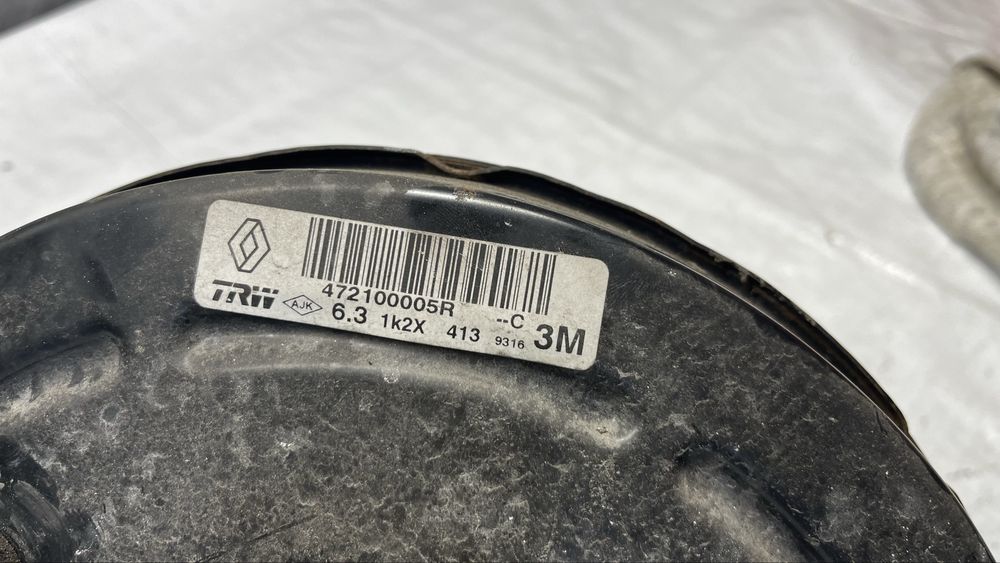 472100005R --C
TRW AJK 6.3 1k2X 413 9316 3M